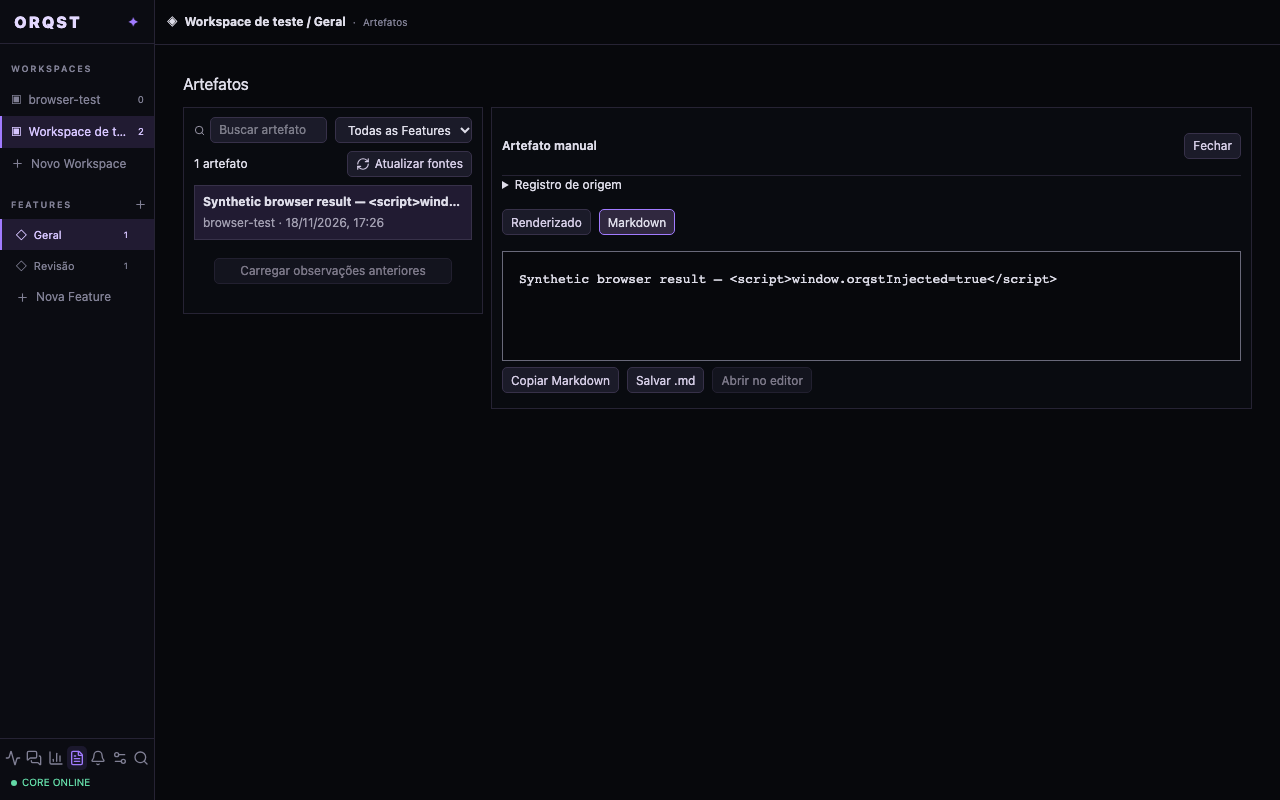 ORQST
WORKSPACES
browser-test 0
Workspace de t... 2
Novo Workspace
FEATURES
Geral 1
Revisão 1
Nova Feature
CORE ONLINE
Workspace de teste / Geral · Artefatos
Artefatos
Buscar artefato
Todas as Features
1 artefato
Atualizar fontes
Synthetic browser result — <script>wind...
browser-test · 18/11/2026, 17:26
Carregar observações anteriores
Artefato manual
Fechar
Registro de origem
Renderizado
Markdown
Synthetic browser result — <script>window.orqstInjected=true</script>
Copiar Markdown
Salvar .md
Abrir no editor